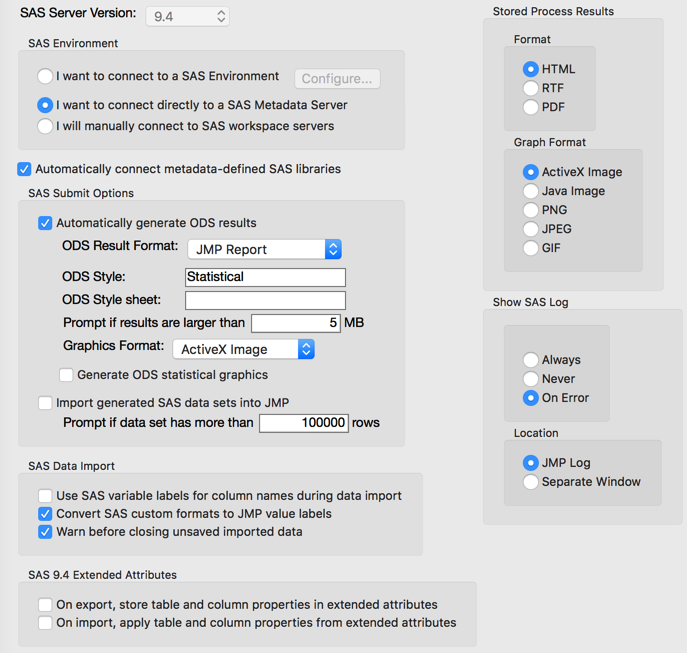 SAS Server Version: 9.4
SAS Environment
I want to connect to a SAS Environment Configure...
I want to connect directly to a SAS Metadata Server
I will manually connect to SAS workspace servers
Automatically connect metadata-defined SAS libraries
SAS Submit Options
Automatically generate ODS results
ODS Result Format: JMP Report
ODS Style: Statistical
ODS Style sheet:
Prompt if results are larger than 5 MB
Graphics Format: ActiveX Image
Generate ODS statistical graphics
Import generated SAS data sets into JMP
Prompt if data set has more than 100000 rows
SAS Data Import
Use SAS variable labels for column names during data import
Convert SAS custom formats to JMP value labels
Warn before closing unsaved imported data
SAS 9.4 Extended Attributes
On export, store table and column properties in extended attributes
On import, apply table and column properties from extended attributes
Stored Process Results
Format
HTML
RTF
PDF
Graph Format
ActiveX Image
Java Image
PNG
JPEG
GIF
Show SAS Log
Always
Never
On Error
Location
JMP Log
Separate Window